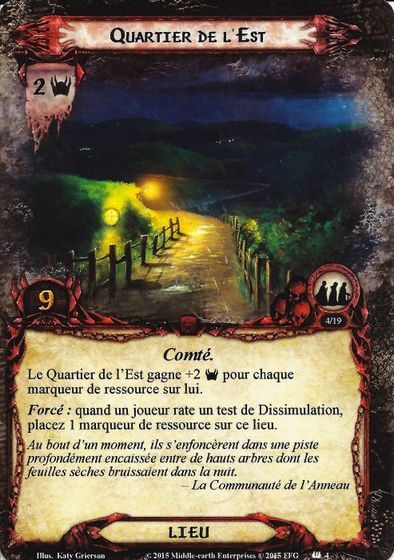 Quartier de l'Est
2
9
4/19
Comté.
Le Quartier de l'Est gagne +2 pour chaque
marqueur de ressource sur lui.
Forcé : quand un joueur rate un test de Dissimulation,
placez 1 marqueur de ressource sur ce lieu.
Au bout d'un moment, ils s'enfoncèrent dans une piste
profondément encaissée entre de hauts arbres dont les
feuilles sèches bruissaient dans la nuit.
– La Communauté de l'Anneau
LIEU
Illus. Katy Grierson © 2015 Middle-earth Enterprises © 2015 EFG 4